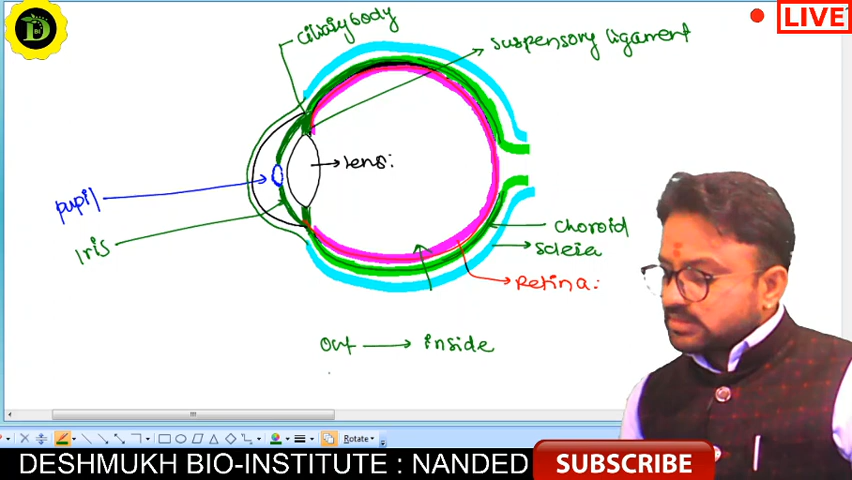 D
Bi
LIVE
ciliary body
suspensory ligament
lens:
pupil
Iris
choroid
sclera
Retina:
Out → inside
Rotate
DESHMUKH BIO-INSTITUTE : NANDED
SUBSCRIBE